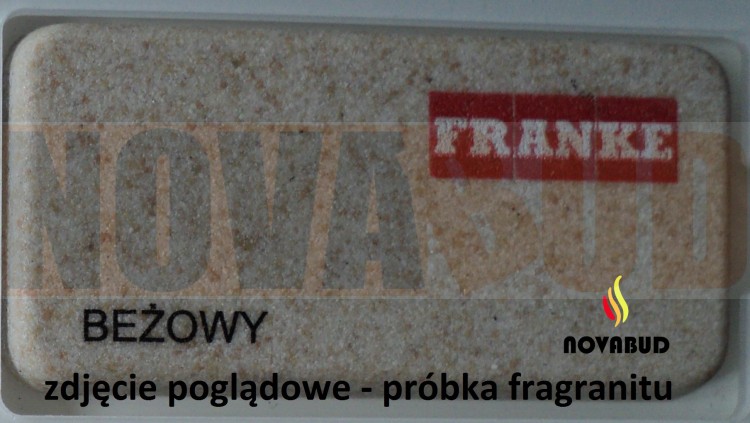 FRANKE
NOVABUD
BEŻOWY
NOVABUD
zdjęcie poglądowe - próbka fragranitu